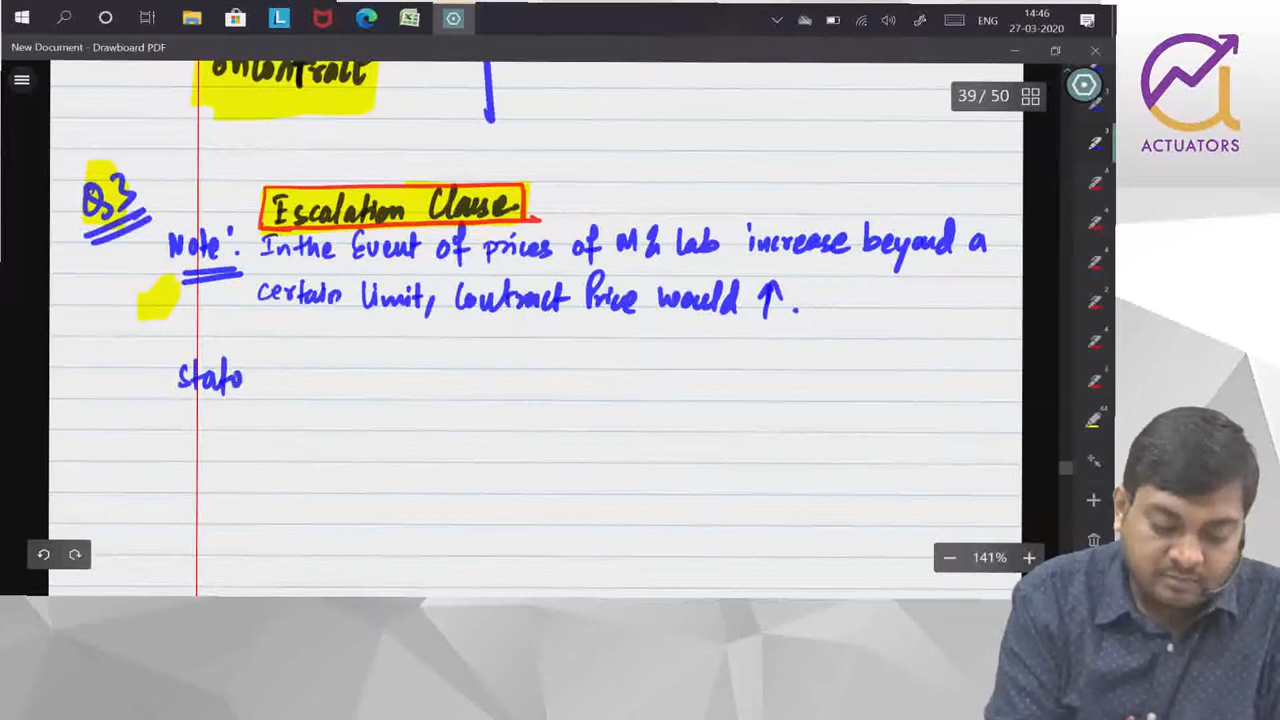 14:46
ENG
27-03-2020
New Document - Drawboard PDF
39 / 50
ACTUATORS
Q3
Escalation Clause
Note: In the Event of prices of M & Lab increase beyond a
certain limit, Contract Price would ↑.
State
141%